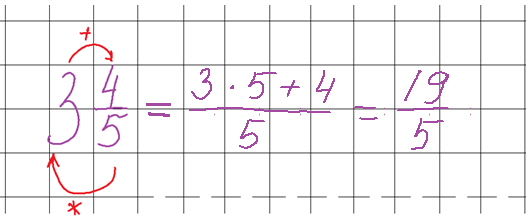 +
3 4/5 = (3 · 5 + 4)/5 = 19/5
*